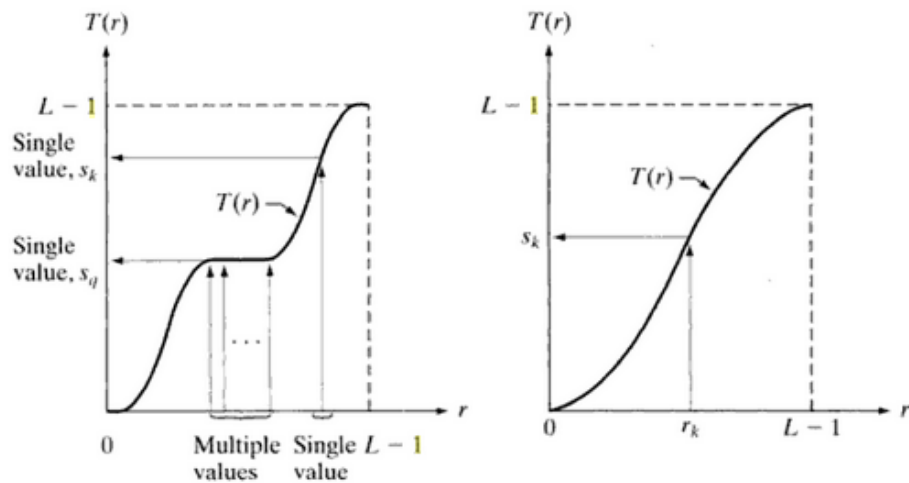 T(r)
L − 1
Single
value, s_k
T(r)
Single
value, s_q
...
0
r
Multiple
values
Single
value
L − 1
T(r)
L − 1
T(r)
s_k
0
r_k
L − 1
r